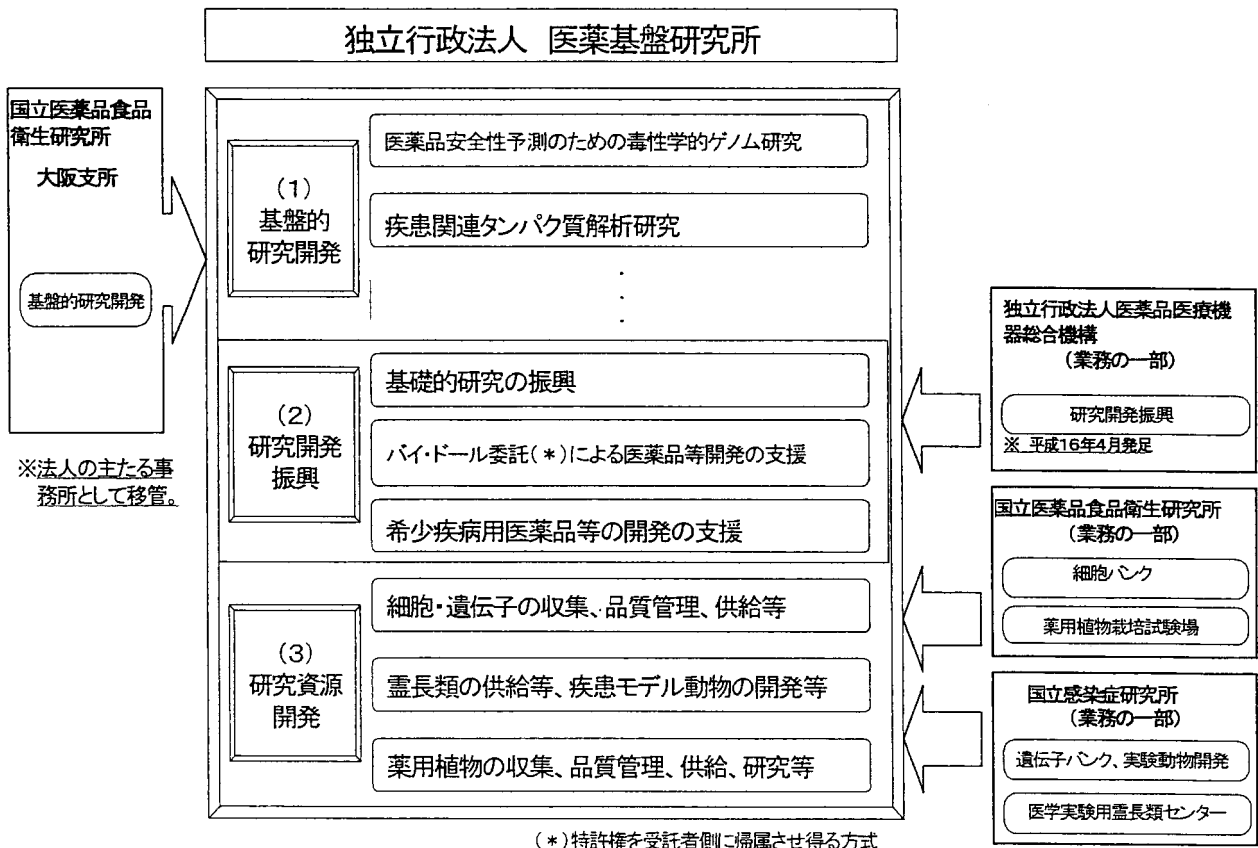 独立行政法人 医薬基盤研究所
国立医薬品食品
衛生研究所
大阪支所
基盤的研究開発
※法人の主たる事
務所として移管。
(1)
基盤的
研究開発
医薬品安全性予測のための毒性学的ゲノム研究
疾患関連タンパク質解析研究
・
・
・
(2)
研究開発
振興
基礎的研究の振興
バイ・ドール委託(*)による医薬品等開発の支援
希少疾病用医薬品等の開発の支援
(3)
研究資源
開発
細胞・遺伝子の収集、品質管理、供給等
霊長類の供給等、疾患モデル動物の開発等
薬用植物の収集、品質管理、供給、研究等
独立行政法人医薬品医療機
器総合機構
(業務の一部)
研究開発振興
※ 平成16年4月発足
国立医薬品食品衛生研究所
(業務の一部)
細胞バンク
薬用植物栽培試験場
国立感染症研究所
(業務の一部)
遺伝子バンク、実験動物開発
医学実験用霊長類センター
(*)特許権を受託者側に帰属させ得る方式